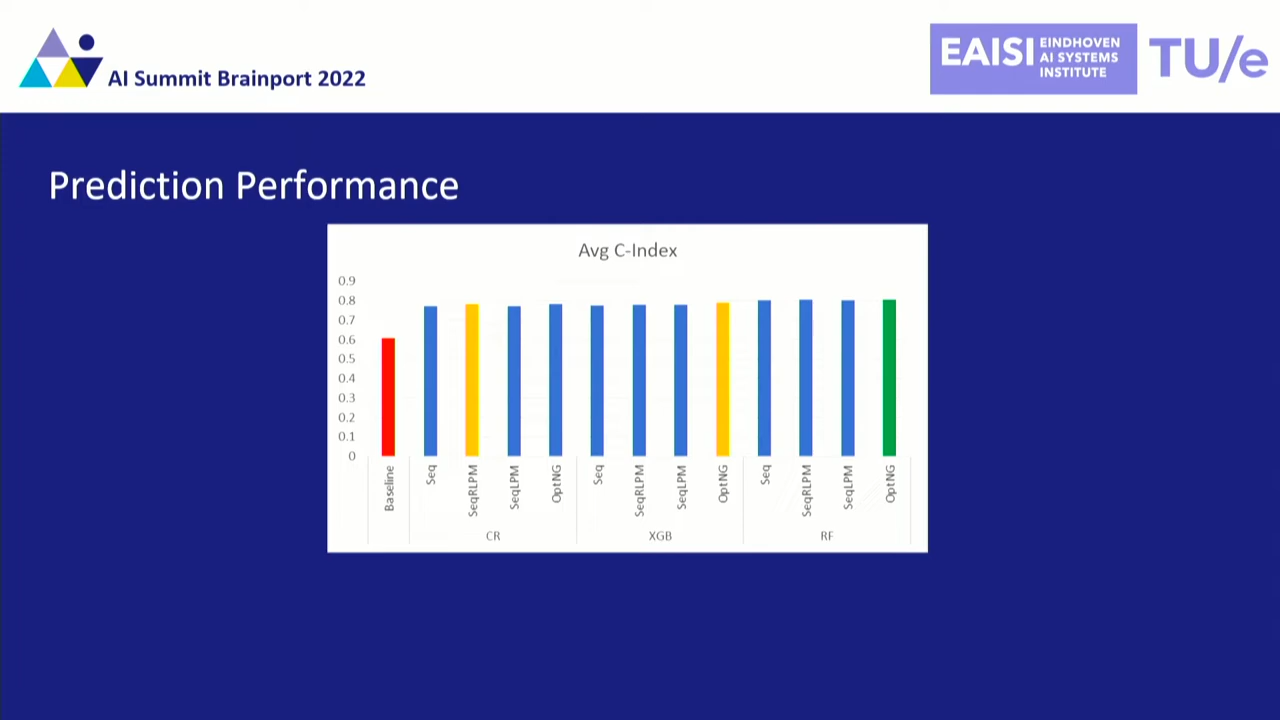 AI Summit Brainport 2022
EAISI
EINDHOVEN
AI SYSTEMS
INSTITUTE
TU/e
Prediction Performance
Avg C-Index
0.9
0.8
0.7
0.6
0.5
0.4
0.3
0.2
0.1
0
Baseline
Seq
SeqRLPM
SeqLPM
OptNG
Seq
SeqRLPM
SeqLPM
OptNG
Seq
SeqRLPM
SeqLPM
OptNG
CR
XGB
RF